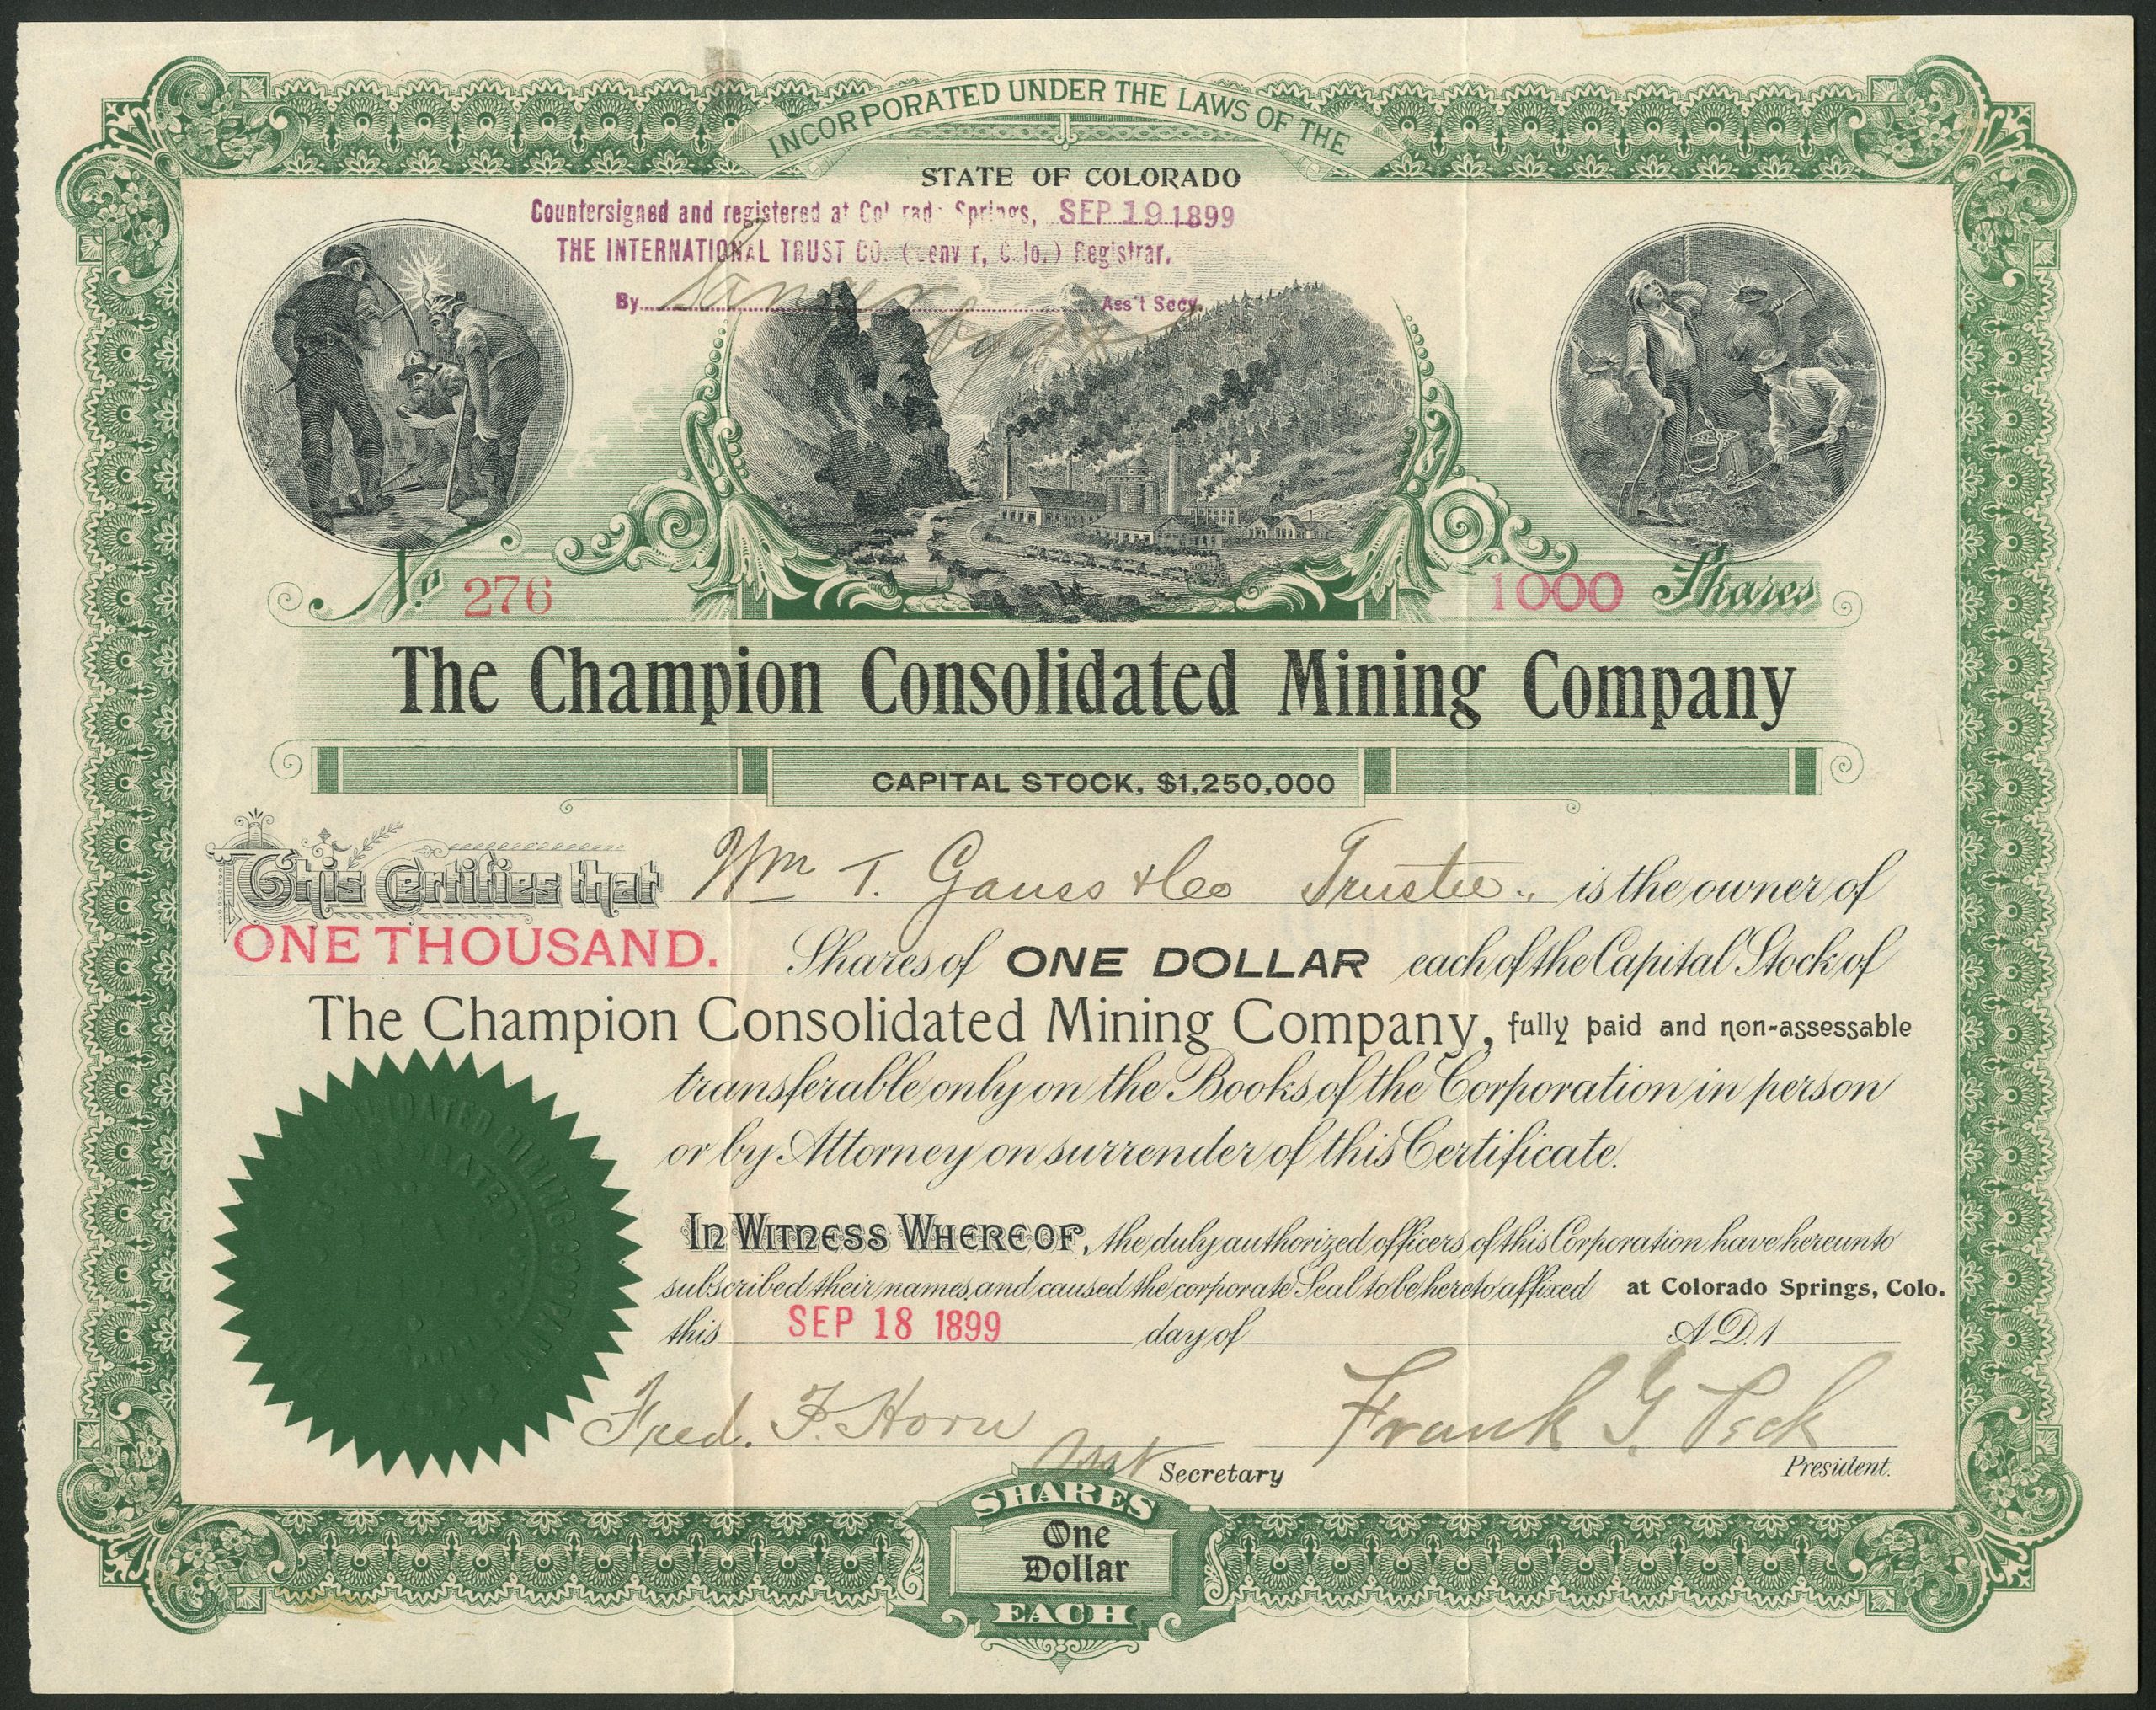 INCORPORATED UNDER THE LAWS OF THE
STATE OF COLORADO
Countersigned and registered at Colorado Springs, SEP 19 1899
THE INTERNATIONAL TRUST CO. (Denver, Colo.) Registrar.
By Ass't Secy.
No 276
1000 Shares
The Champion Consolidated Mining Company
CAPITAL STOCK, $1,250,000
This Certifies that Wm T. Gauss & Co Trustee. is the owner of
ONE THOUSAND. Shares of ONE DOLLAR each of the Capital Stock of
The Champion Consolidated Mining Company, fully paid and non-assessable
transferable only on the Books of the Corporation in person
or by Attorney on surrender of this Certificate.
In Witness Whereof, the duly authorized officers of this Corporation have hereunto
subscribed their names, and caused the corporate Seal to be hereto affixed at Colorado Springs, Colo.
this SEP 18 1899 day of A.D. 1
Fred. F. Horn Frank G. Peck
Asst Secretary President.
SHARES
One
Dollar
EACH